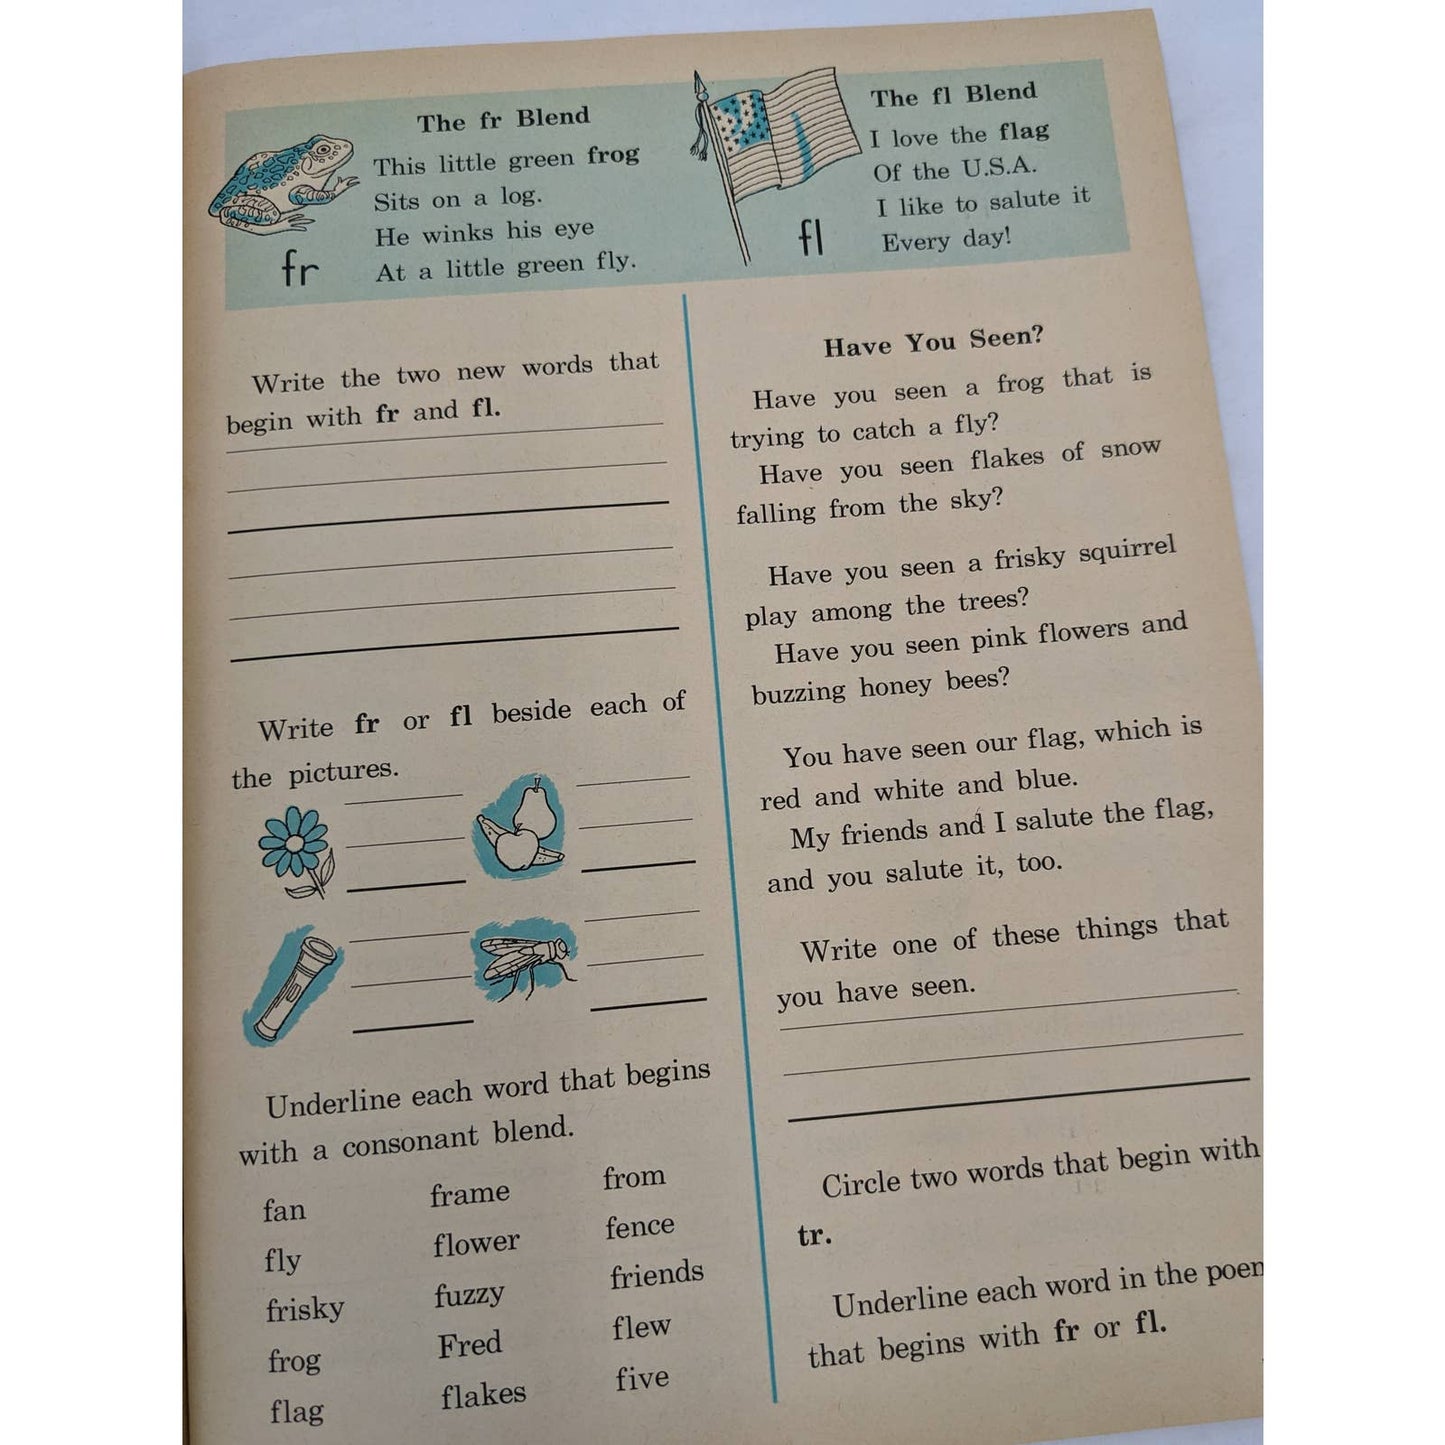 The fr Blend
This little green frog
Sits on a log.
He winks his eye
At a little green fly.
fr
The fl Blend
I love the flag
Of the U.S.A.
I like to salute it
Every day!
fl
Write the two new words that
begin with fr and fl.
Write fr or fl beside each of
the pictures.
Underline each word that begins
with a consonant blend.
fan frame from
fly flower fence
frisky fuzzy friends
frog Fred flew
flag flakes five
Have You Seen?
Have you seen a frog that is
trying to catch a fly?
Have you seen flakes of snow
falling from the sky?
Have you seen a frisky squirrel
play among the trees?
Have you seen pink flowers and
buzzing honey bees?
You have seen our flag, which is
red and white and blue.
My friends and I salute the flag,
and you salute it, too.
Write one of these things that
you have seen.
Circle two words that begin with
tr.
Underline each word in the
that begins with fr or fl.